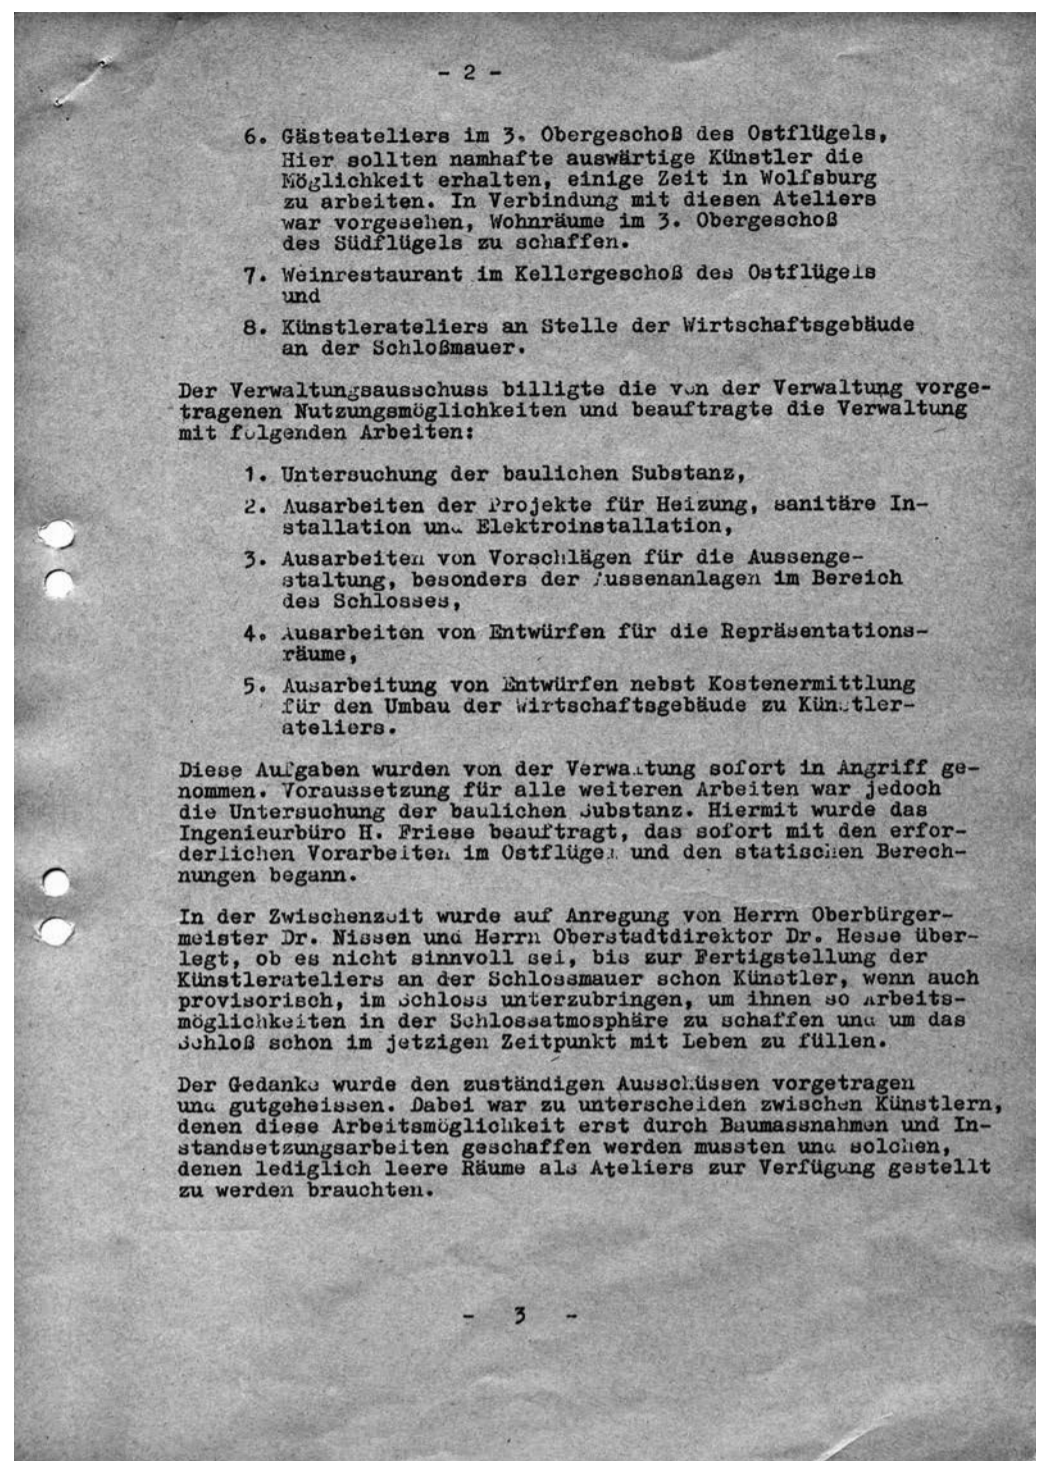 - 2 -
6. Gästeateliers im 3. Obergeschoß des Ostflügels,
Hier sollten namhafte auswärtige Künstler die
Möglichkeit erhalten, einige Zeit in Wolfsburg
zu arbeiten. In Verbindung mit diesen Ateliers
war vorgesehen, Wohnräume im 3. Obergeschoß
des Südflügels zu schaffen.
7. Weinrestaurant im Kellergeschoß des Ostflügels
und
8. Künstlerateliers an Stelle der Wirtschaftsgebäude
an der Schloßmauer.
Der Verwaltungsausschuss billigte die von der Verwaltung vorge-
tragenen Nutzungsmöglichkeiten und beauftragte die Verwaltung
mit folgenden Arbeiten:
1. Untersuchung der baulichen Substanz,
2. Ausarbeiten der Projekte für Heizung, sanitäre In-
stallation und Elektroinstallation,
3. Ausarbeiten von Vorschlägen für die Aussenge-
staltung, besonders der Aussenanlagen im Bereich
des Schlosses,
4. Ausarbeiten von Entwürfen für die Repräsentations-
räume,
5. Ausarbeitung von Entwürfen nebst Kostenermittlung
für den Umbau der Wirtschaftsgebäude zu Künstler-
ateliers.
Diese Aufgaben wurden von der Verwaltung sofort in Angriff ge-
nommen. Voraussetzung für alle weiteren Arbeiten war jedoch
die Untersuchung der baulichen Substanz. Hiermit wurde das
Ingenieurbüro H. Friese beauftragt, das sofort mit den erfor-
derlichen Vorarbeiten im Ostflügel und den statischen Berech-
nungen begann.
In der Zwischenzeit wurde auf Anregung von Herrn Oberbürger-
meister Dr. Nissen und Herrn Oberstadtdirektor Dr. Hesse über-
legt, ob es nicht sinnvoll sei, bis zur Fertigstellung der
Künstlerateliers an der Schlossmauer schon Künstler, wenn auch
provisorisch, im Schloss unterzubringen, um ihnen so Arbeits-
möglichkeiten in der Schlossatmosphäre zu schaffen und um das
Schloß schon im jetzigen Zeitpunkt mit Leben zu füllen.
Der Gedanke wurde den zuständigen Ausschüssen vorgetragen
und gutgeheissen. Dabei war zu unterscheiden zwischen Künstlern,
denen diese Arbeitsmöglichkeit erst durch Baumassnahmen und In-
standsetzungsarbeiten geschaffen werden mussten und solchen,
denen lediglich leere Räume als Ateliers zur Verfügung gestellt
zu werden brauchten.
- 3 -